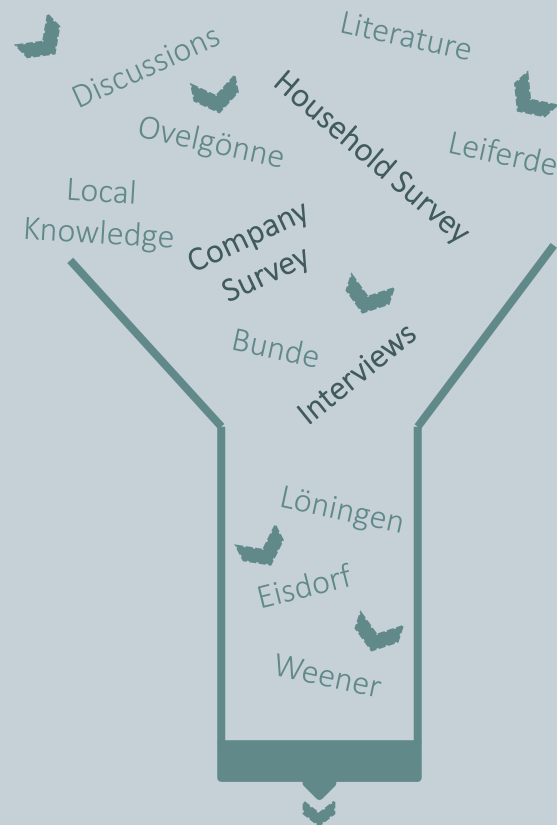 Literature
Discussions
Household Survey
Ovelgönne
Leiferde
Local
Knowledge
Company
Survey
Bunde
Interviews
Löningen
Eisdorf
Weener